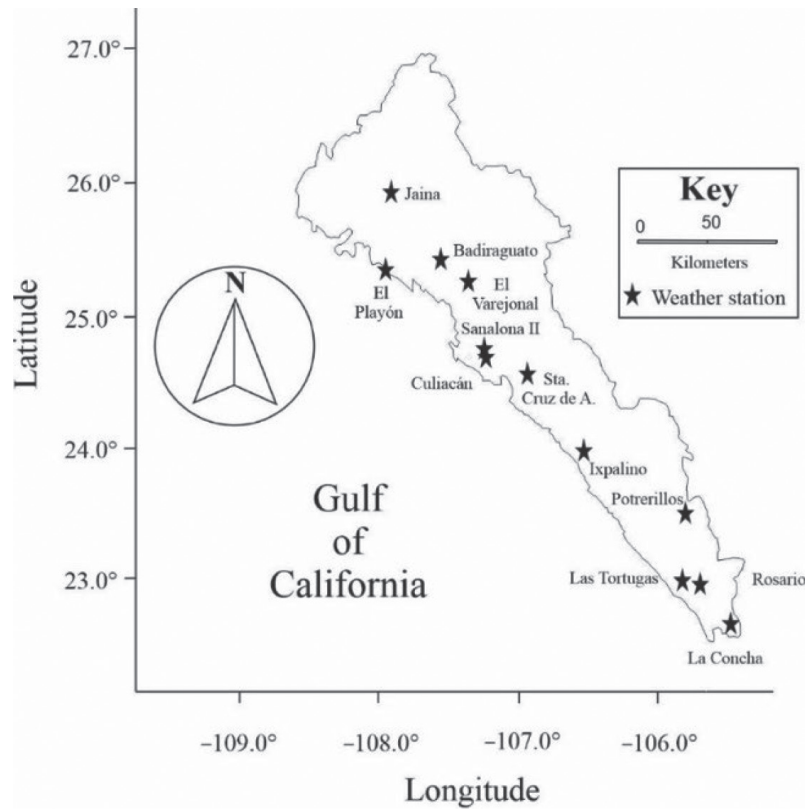 27.0°
26.0°
25.0°
24.0°
23.0°
Latitude
N
Jaina
Badiraguato
El
Playón
El
Varejonal
Sanalona II
Culiacán
Sta.
Cruz de A.
Ixpalino
Potrerillos
Las Tortugas
Rosario
La Concha
Gulf
of
California
Key
0 50
Kilometers
Weather station
−109.0° −108.0° −107.0° −106.0°
Longitude